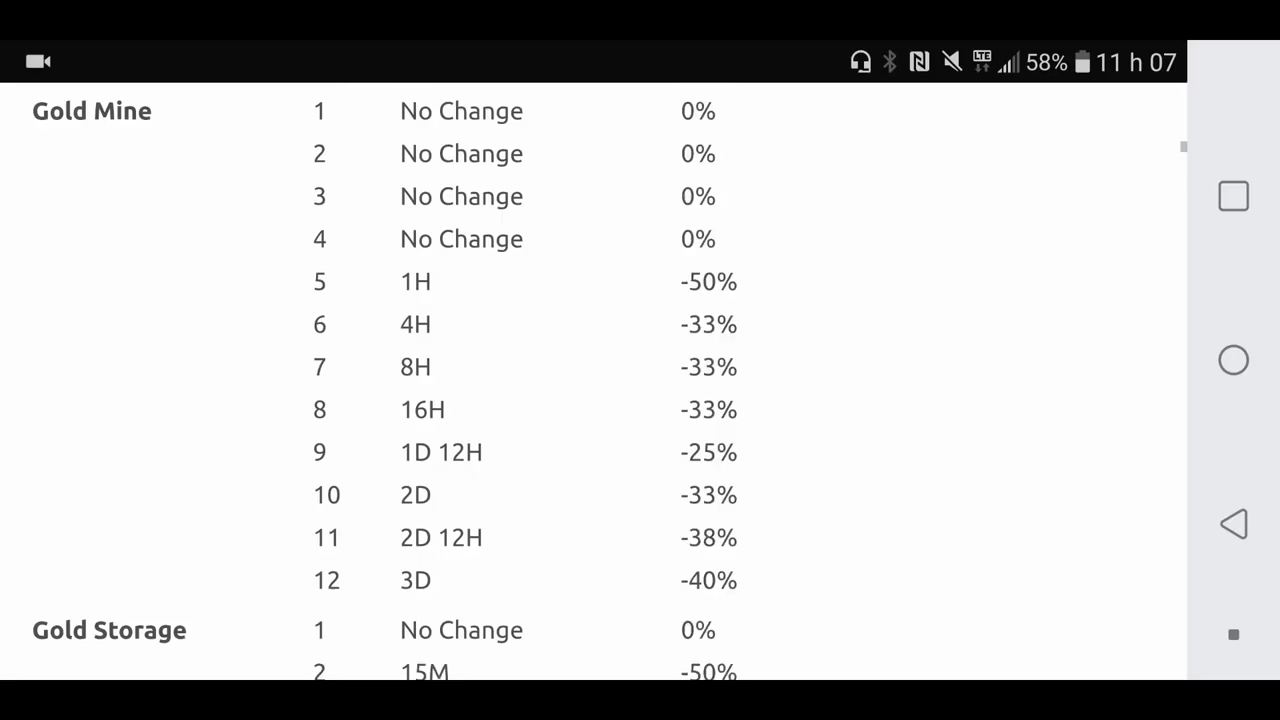 LTE 58% 11 h 07
Gold Mine 1 No Change 0%
2 No Change 0%
3 No Change 0%
4 No Change 0%
5 1H -50%
6 4H -33%
7 8H -33%
8 16H -33%
9 1D 12H -25%
10 2D -33%
11 2D 12H -38%
12 3D -40%
Gold Storage 1 No Change 0%
2 15M -50%